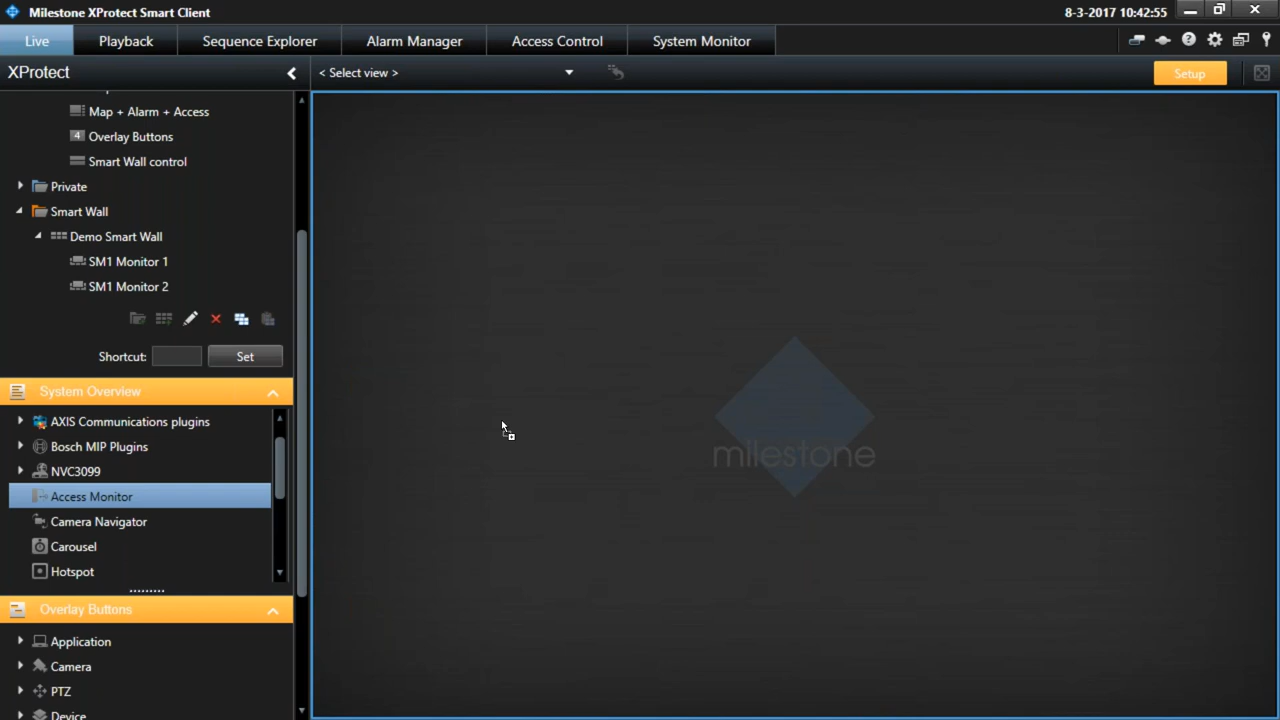 Milestone XProtect Smart Client
8-3-2017 10:42:55
Live
Playback
Sequence Explorer
Alarm Manager
Access Control
System Monitor
XProtect
< Select view >
Setup
Map + Alarm + Access
4 Overlay Buttons
Smart Wall control
Private
Smart Wall
Demo Smart Wall
SM1 Monitor 1
SM1 Monitor 2
Shortcut:
Set
System Overview
AXIS Communications plugins
Bosch MIP Plugins
NVC3099
Access Monitor
Camera Navigator
Carousel
Hotspot
Overlay Buttons
Application
Camera
PTZ
Device
milestone